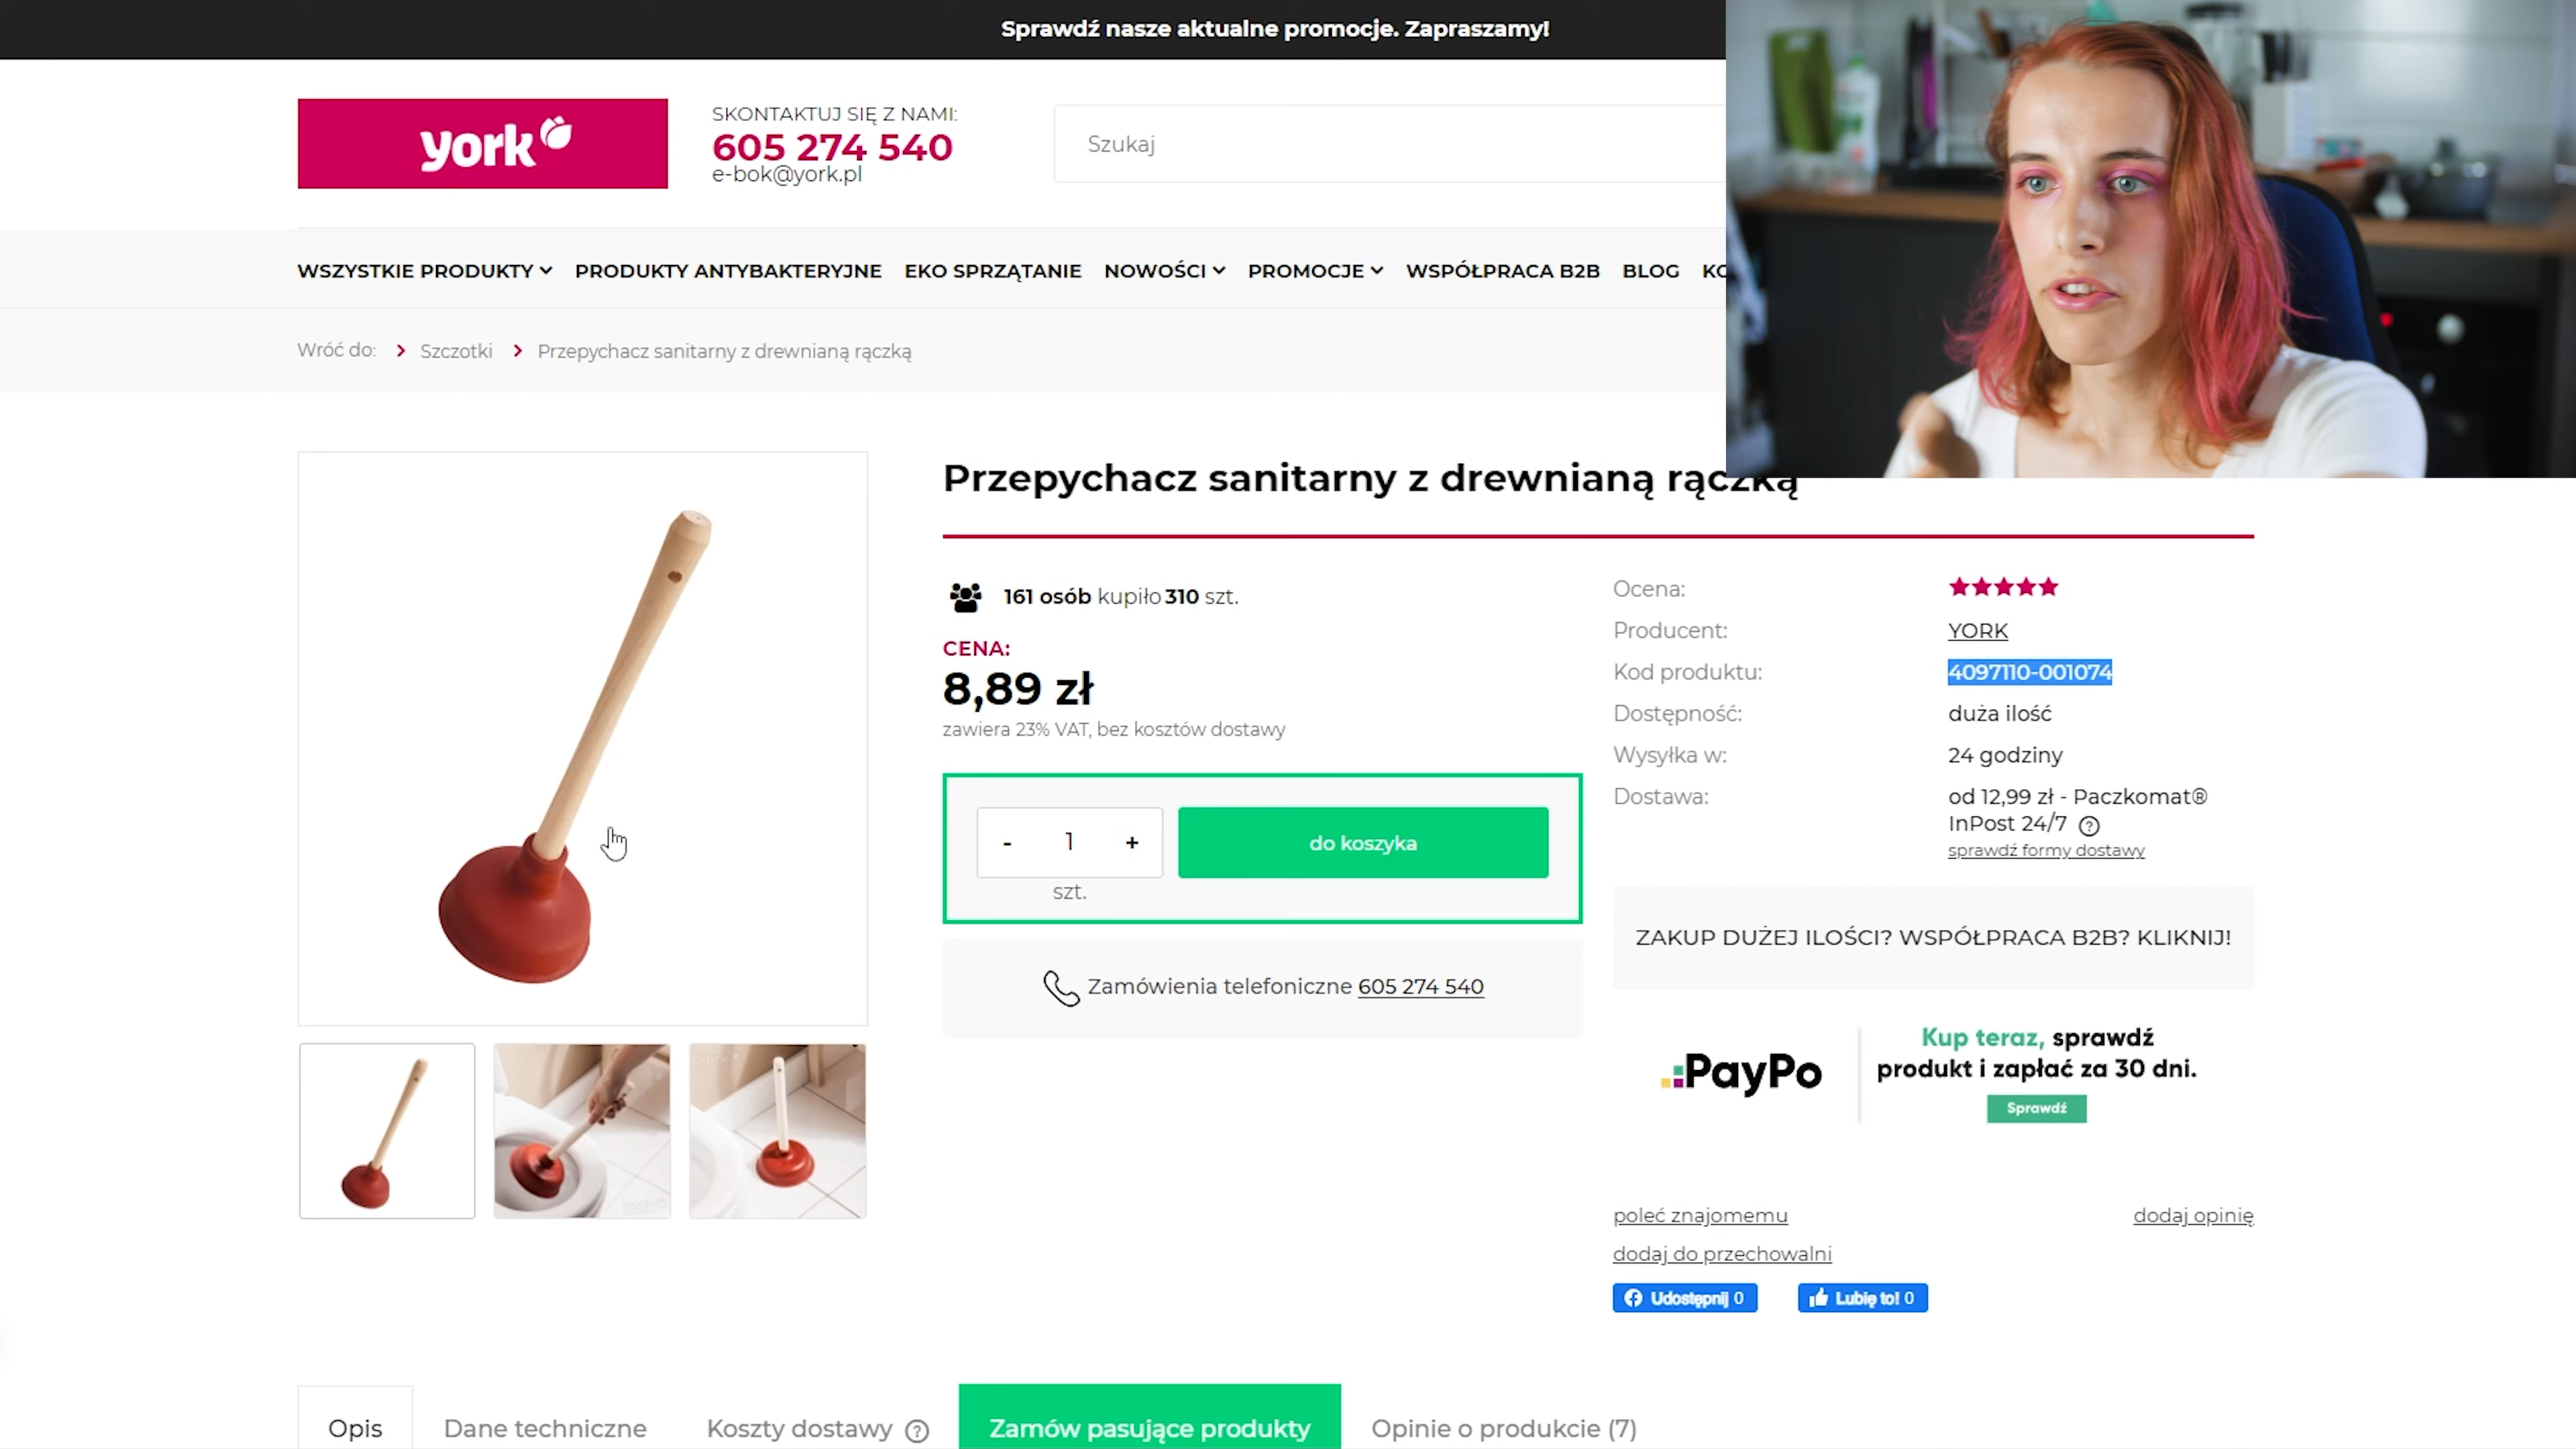 Sprawdź nasze aktualne promocje. Zapraszamy!
york
SKONTAKTUJ SIĘ Z NAMI:
605 274 540
e-bok@york.pl
Szukaj
WSZYSTKIE PRODUKTY
PRODUKTY ANTYBAKTERYJNE
EKO SPRZĄTANIE
NOWOŚCI
PROMOCJE
WSPÓŁPRACA B2B
BLOG
Wróć do:
Szczotki
Przepychacz sanitarny z drewnianą rączką
Przepychacz sanitarny z drewnianą rączką
161 osób kupiło 310 szt.
CENA:
8,89 zł
zawiera 23% VAT, bez kosztów dostawy
- 1 +
do koszyka
szt.
Zamówienia telefoniczne 605 274 540
Ocena:
Producent: YORK
Kod produktu: 4097110-001074
Dostępność: duża ilość
Wysyłka w: 24 godziny
Dostawa: od 12,99 zł - Paczkomat®
InPost 24/7 ?
sprawdź formy dostawy
ZAKUP DUŻEJ ILOŚCI? WSPÓŁPRACA B2B? KLIKNIJ!
PayPo
Kup teraz, sprawdź
produkt i zapłać za 30 dni.
Sprawdź
poleć znajomemu
dodaj opinię
dodaj do przechowalni
Udostępnij 0
Lubię to! 0
Opis
Dane techniczne
Koszty dostawy ?
Zamów pasujące produkty
Opinie o produkcie (7)